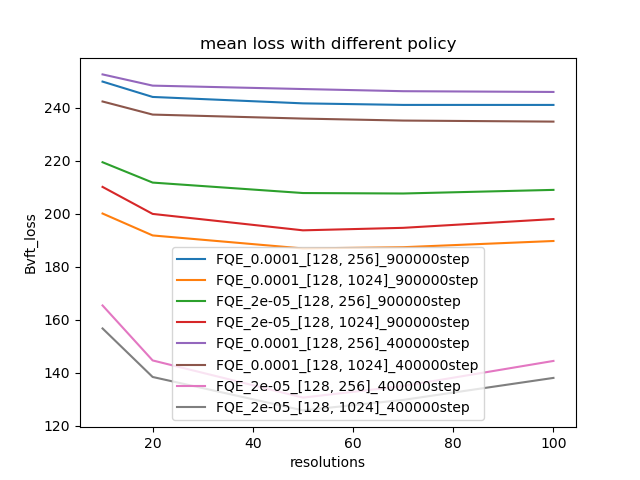 mean loss with different policy
Bvft_loss
240
220
200
180
160
140
120
FQE_0.0001_[128, 256]_900000step
FQE_0.0001_[128, 1024]_900000step
FQE_2e-05_[128, 256]_900000step
FQE_2e-05_[128, 1024]_900000step
FQE_0.0001_[128, 256]_400000step
FQE_0.0001_[128, 1024]_400000step
FQE_2e-05_[128, 256]_400000step
FQE_2e-05_[128, 1024]_400000step
20 40 60 80 100
resolutions